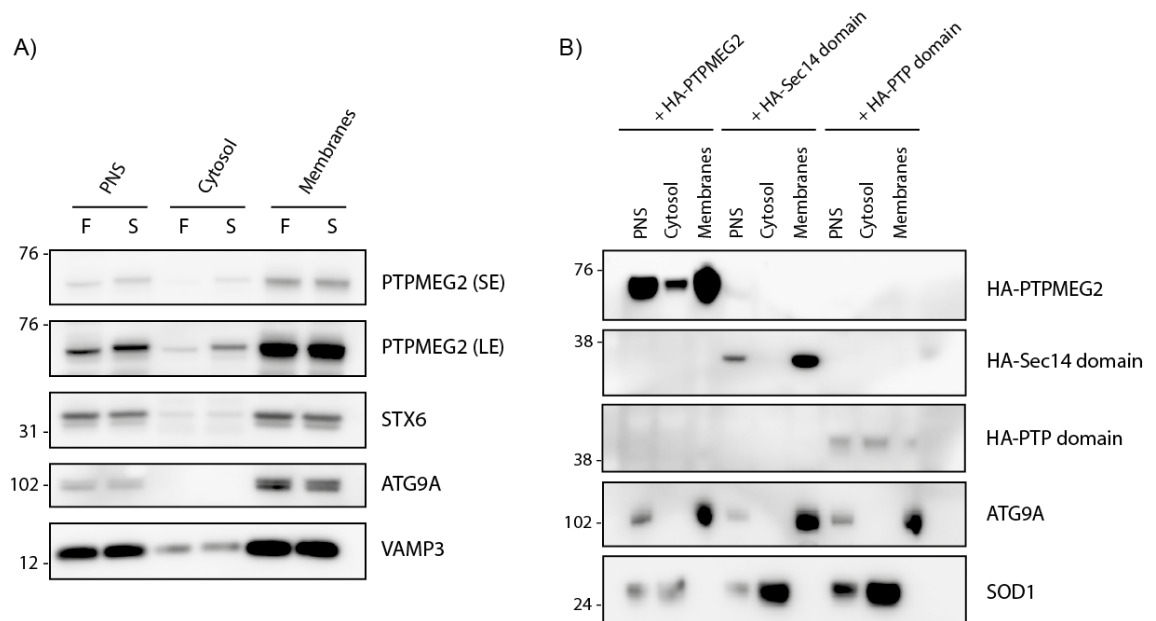 A)
PNS Cytosol Membranes
F S F S F S
76 - PTPMEG2 (SE)
76 - PTPMEG2 (LE)
STX6
31 -
102 - ATG9A
VAMP3
12 -
B)
+ HA-PTPMEG2 + HA-Sec14 domain + HA-PTP domain
PNS Cytosol Membranes PNS Cytosol Membranes PNS Cytosol Membranes
76 - HA-PTPMEG2
38 - HA-Sec14 domain
HA-PTP domain
38 -
ATG9A
102 -
SOD1
24 -